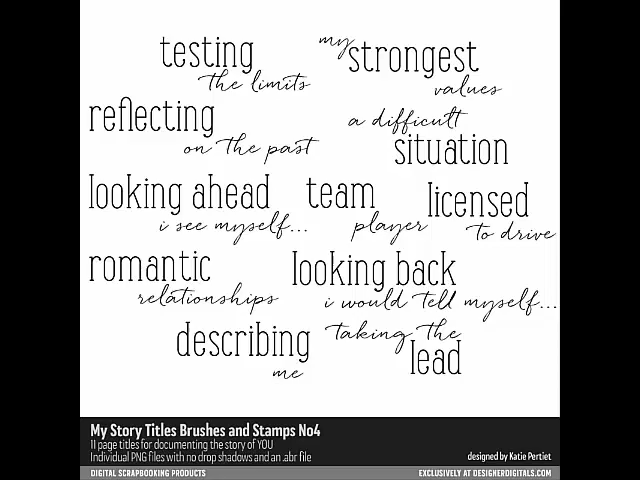 testing
the limits
my
strongest
values
reflecting
on the past
a difficult
situation
looking ahead
i see myself...
team
player
licensed
to drive
romantic
relationships
looking back
i would tell myself...
describing
me
taking the
lead
My Story Titles Brushes and Stamps No4
11 page titles for documenting the story of YOU
Individual PNG files with no drop shadows and an .abr file
designed by Katie Pertiet
DIGITAL SCRAPBOOKING PRODUCTS
EXCLUSIVELY AT DESIGNERDIGITALS.COM